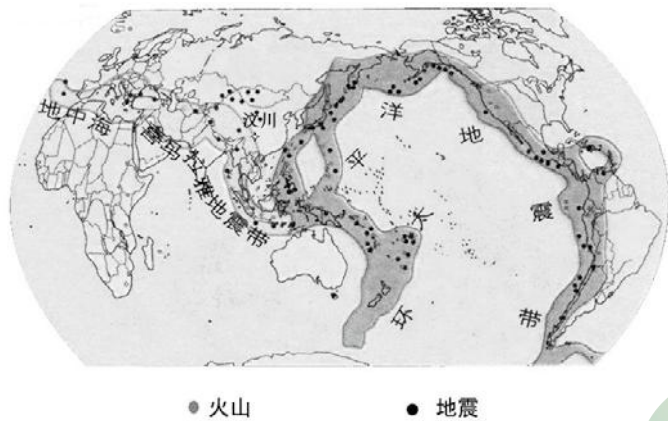 汶川
地中海 喜马拉雅地震带
环太平洋地震带
火山
地震